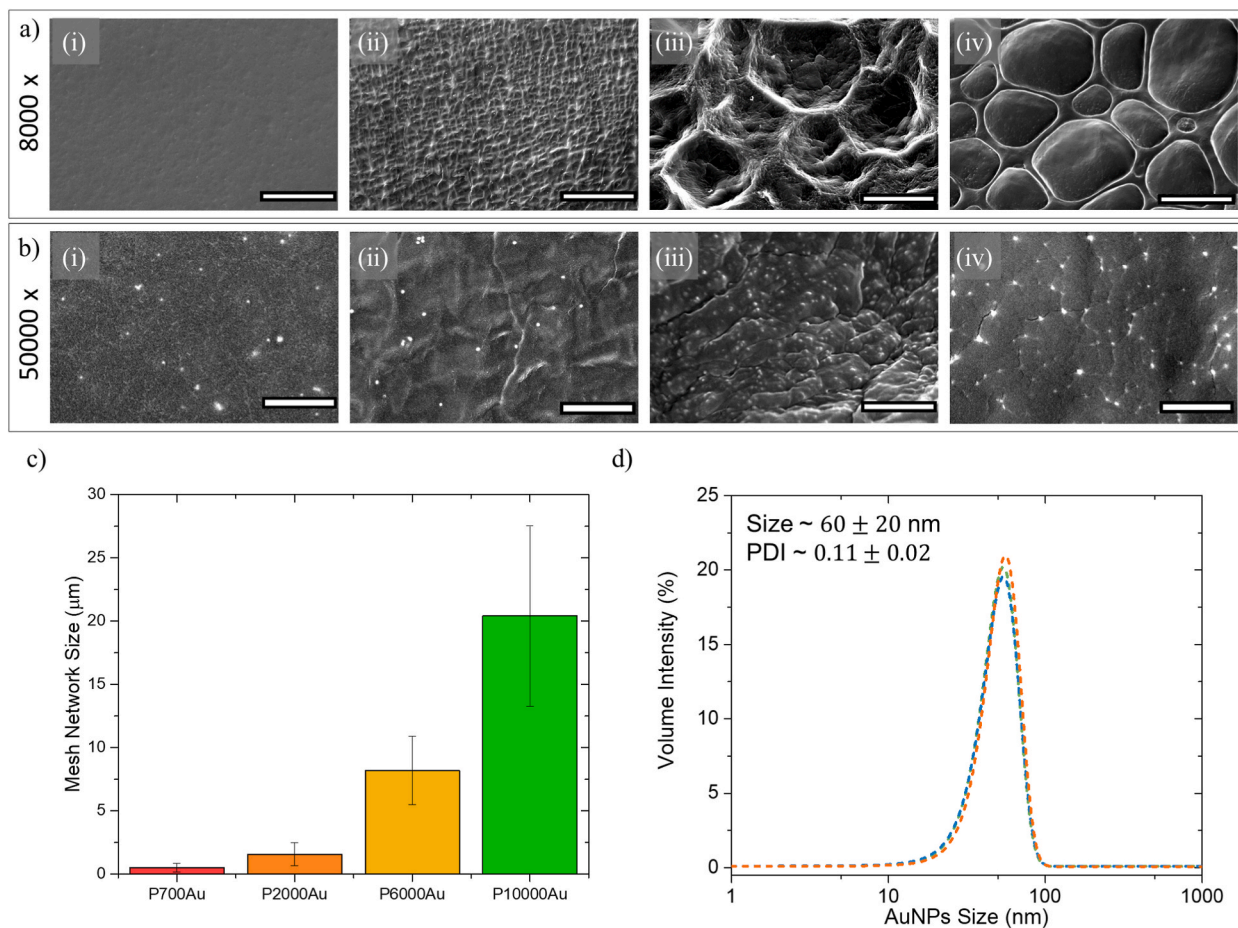 a)
8000 x
(i)
(ii)
(iii)
(iv)
b)
50000 x
(i)
(ii)
(iii)
(iv)
c)
Mesh Network Size (µm)
30
25
20
15
10
5
0
P700Au
P2000Au
P6000Au
P10000Au
d)
Volume Intensity (%)
25
20
15
10
5
0
Size ~ 60 ± 20 nm
PDI ~ 0.11 ± 0.02
1
10
100
1000
AuNPs Size (nm)